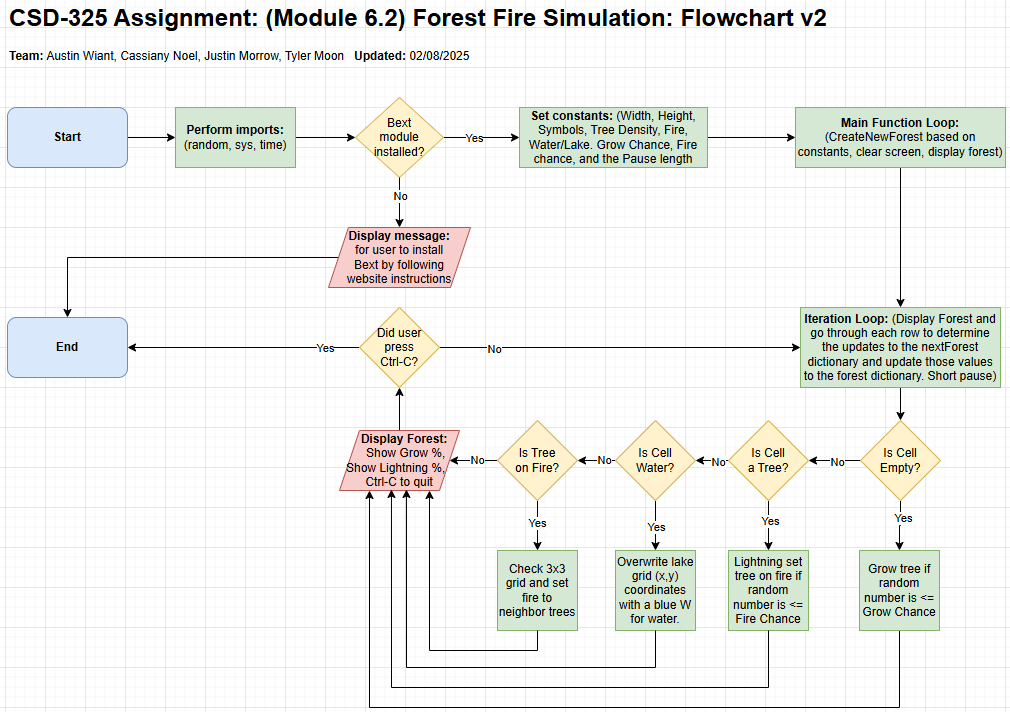 CSD-325 Assignment: (Module 6.2) Forest Fire Simulation: Flowchart v2
Team: Austin Wiant, Cassiany Noel, Justin Morrow, Tyler Moon   Updated: 02/08/2025
Start
Perform imports:
(random, sys, time)
Bext
module
installed?
Yes
Set constants: (Width, Height,
Symbols, Tree Density, Fire,
Water/Lake. Grow Chance, Fire
chance, and the Pause length
Main Function Loop:
(CreateNewForest based on
constants, clear screen, display forest)
No
Display message:
for user to install
Bext by following
website instructions
End
Yes
Did user
press
Ctrl-C?
No
Iteration Loop: (Display Forest and
go through each row to determine
the updates to the nextForest
dictionary and update those values
to the forest dictionary. Short pause)
Display Forest:
Show Grow %,
Show Lightning %,
Ctrl-C to quit
No
Is Tree
on Fire?
No
Is Cell
Water?
No
Is Cell
a Tree?
No
Is Cell
Empty?
Yes
Yes
Yes
Yes
Check 3x3
grid and set
fire to
neighbor trees
Overwrite lake
grid (x,y)
coordinates
with a blue W
for water.
Lightning set
tree on fire if
random
number is <=
Fire Chance
Grow tree if
random
number is <=
Grow Chance